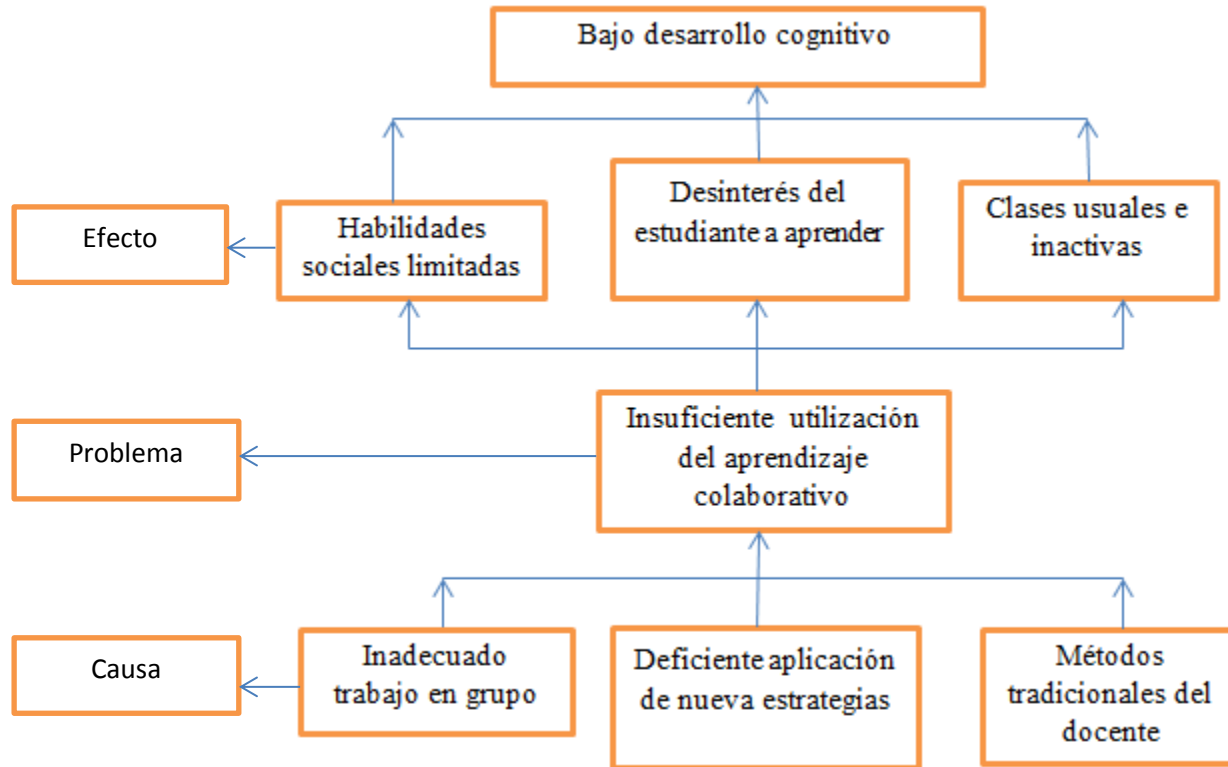 Bajo desarrollo cognitivo
Efecto
Habilidades
sociales limitadas
Desinterés del
estudiante a aprender
Clases usuales e
inactivas
Problema
Insuficiente utilización
del aprendizaje
colaborativo
Causa
Inadecuado
trabajo en grupo
Deficiente aplicación
de nueva estrategias
Métodos
tradicionales del
docente